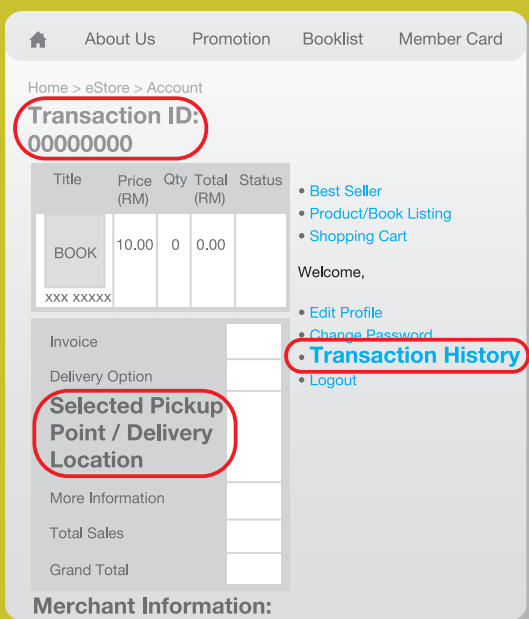 About Us Promotion Booklist Member Card
Home > eStore > Account
Transaction ID:
00000000
Title Price Qty Total Status
(RM) (RM)
BOOK 10.00 0 0.00
xxx xxxxx
Invoice
Delivery Option
Selected Pickup
Point / Delivery
Location
More Information
Total Sales
Grand Total
Merchant Information:
• Best Seller
• Product/Book Listing
• Shopping Cart
Welcome,
• Edit Profile
• Change Password
• Transaction History
• Logout